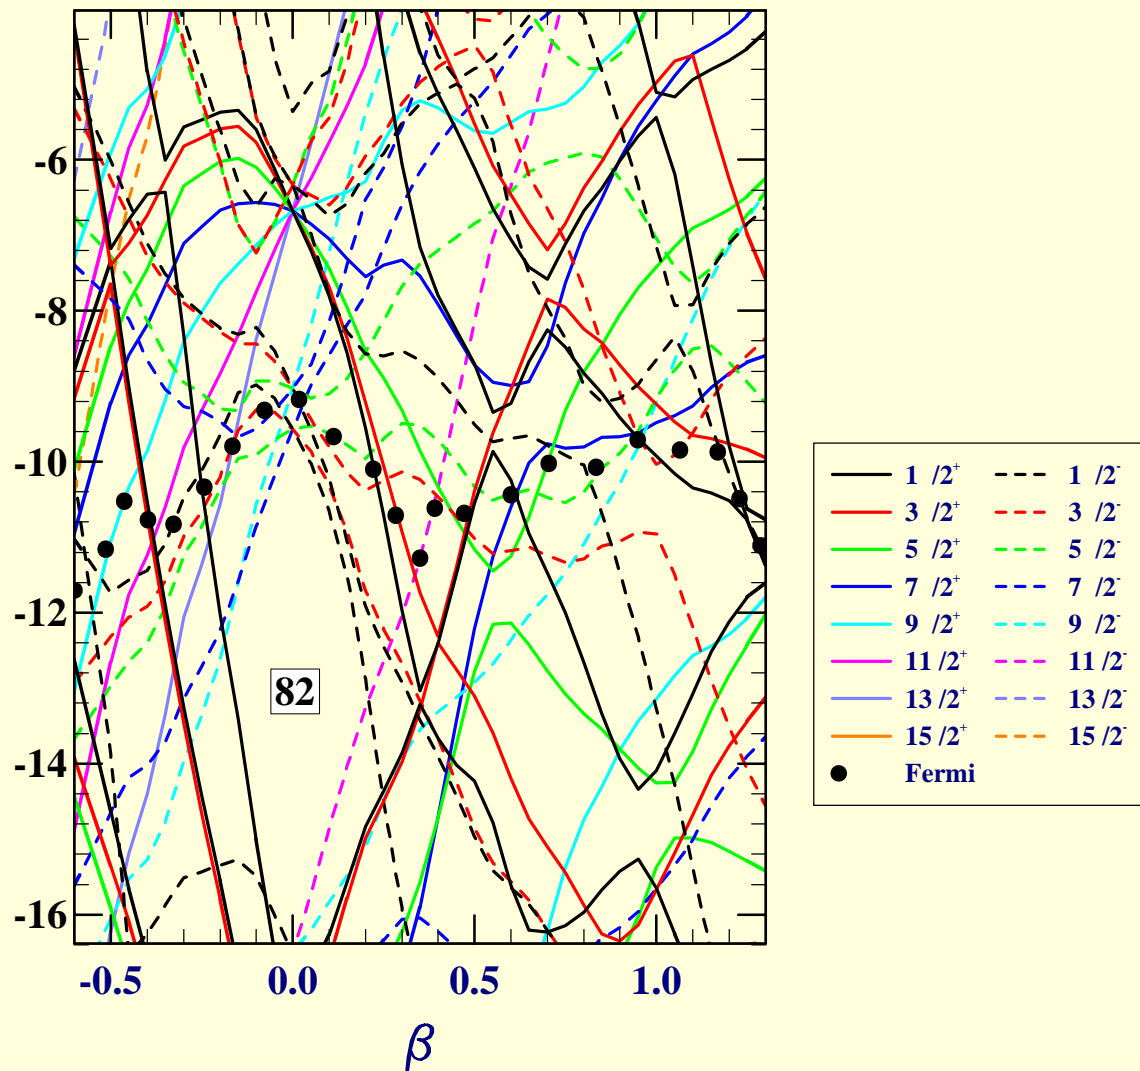 -6
-8
-10
-12
-14
-16
82
-0.5 0.0 0.5 1.0
β
1 /2+ 1 /2-
3 /2+ 3 /2-
5 /2+ 5 /2-
7 /2+ 7 /2-
9 /2+ 9 /2-
11 /2+ 11 /2-
13 /2+ 13 /2-
15 /2+ 15 /2-
Fermi